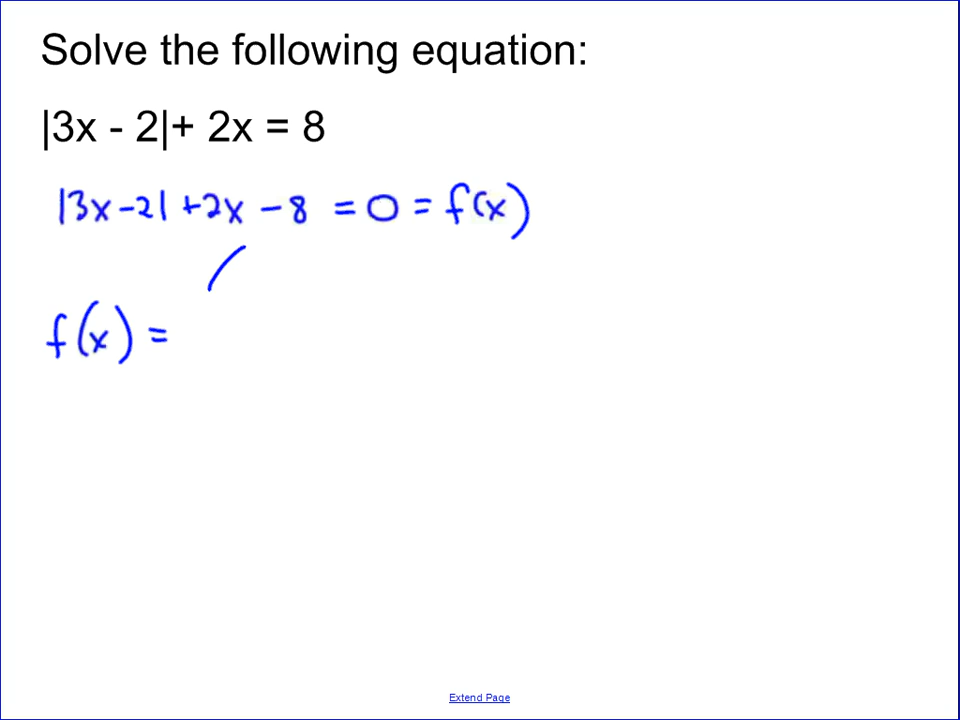 Solve the following equation:
|3x - 2|+ 2x = 8
|3x-2|+2x-8 = 0 = f(x)
f(x) =
Extend Page